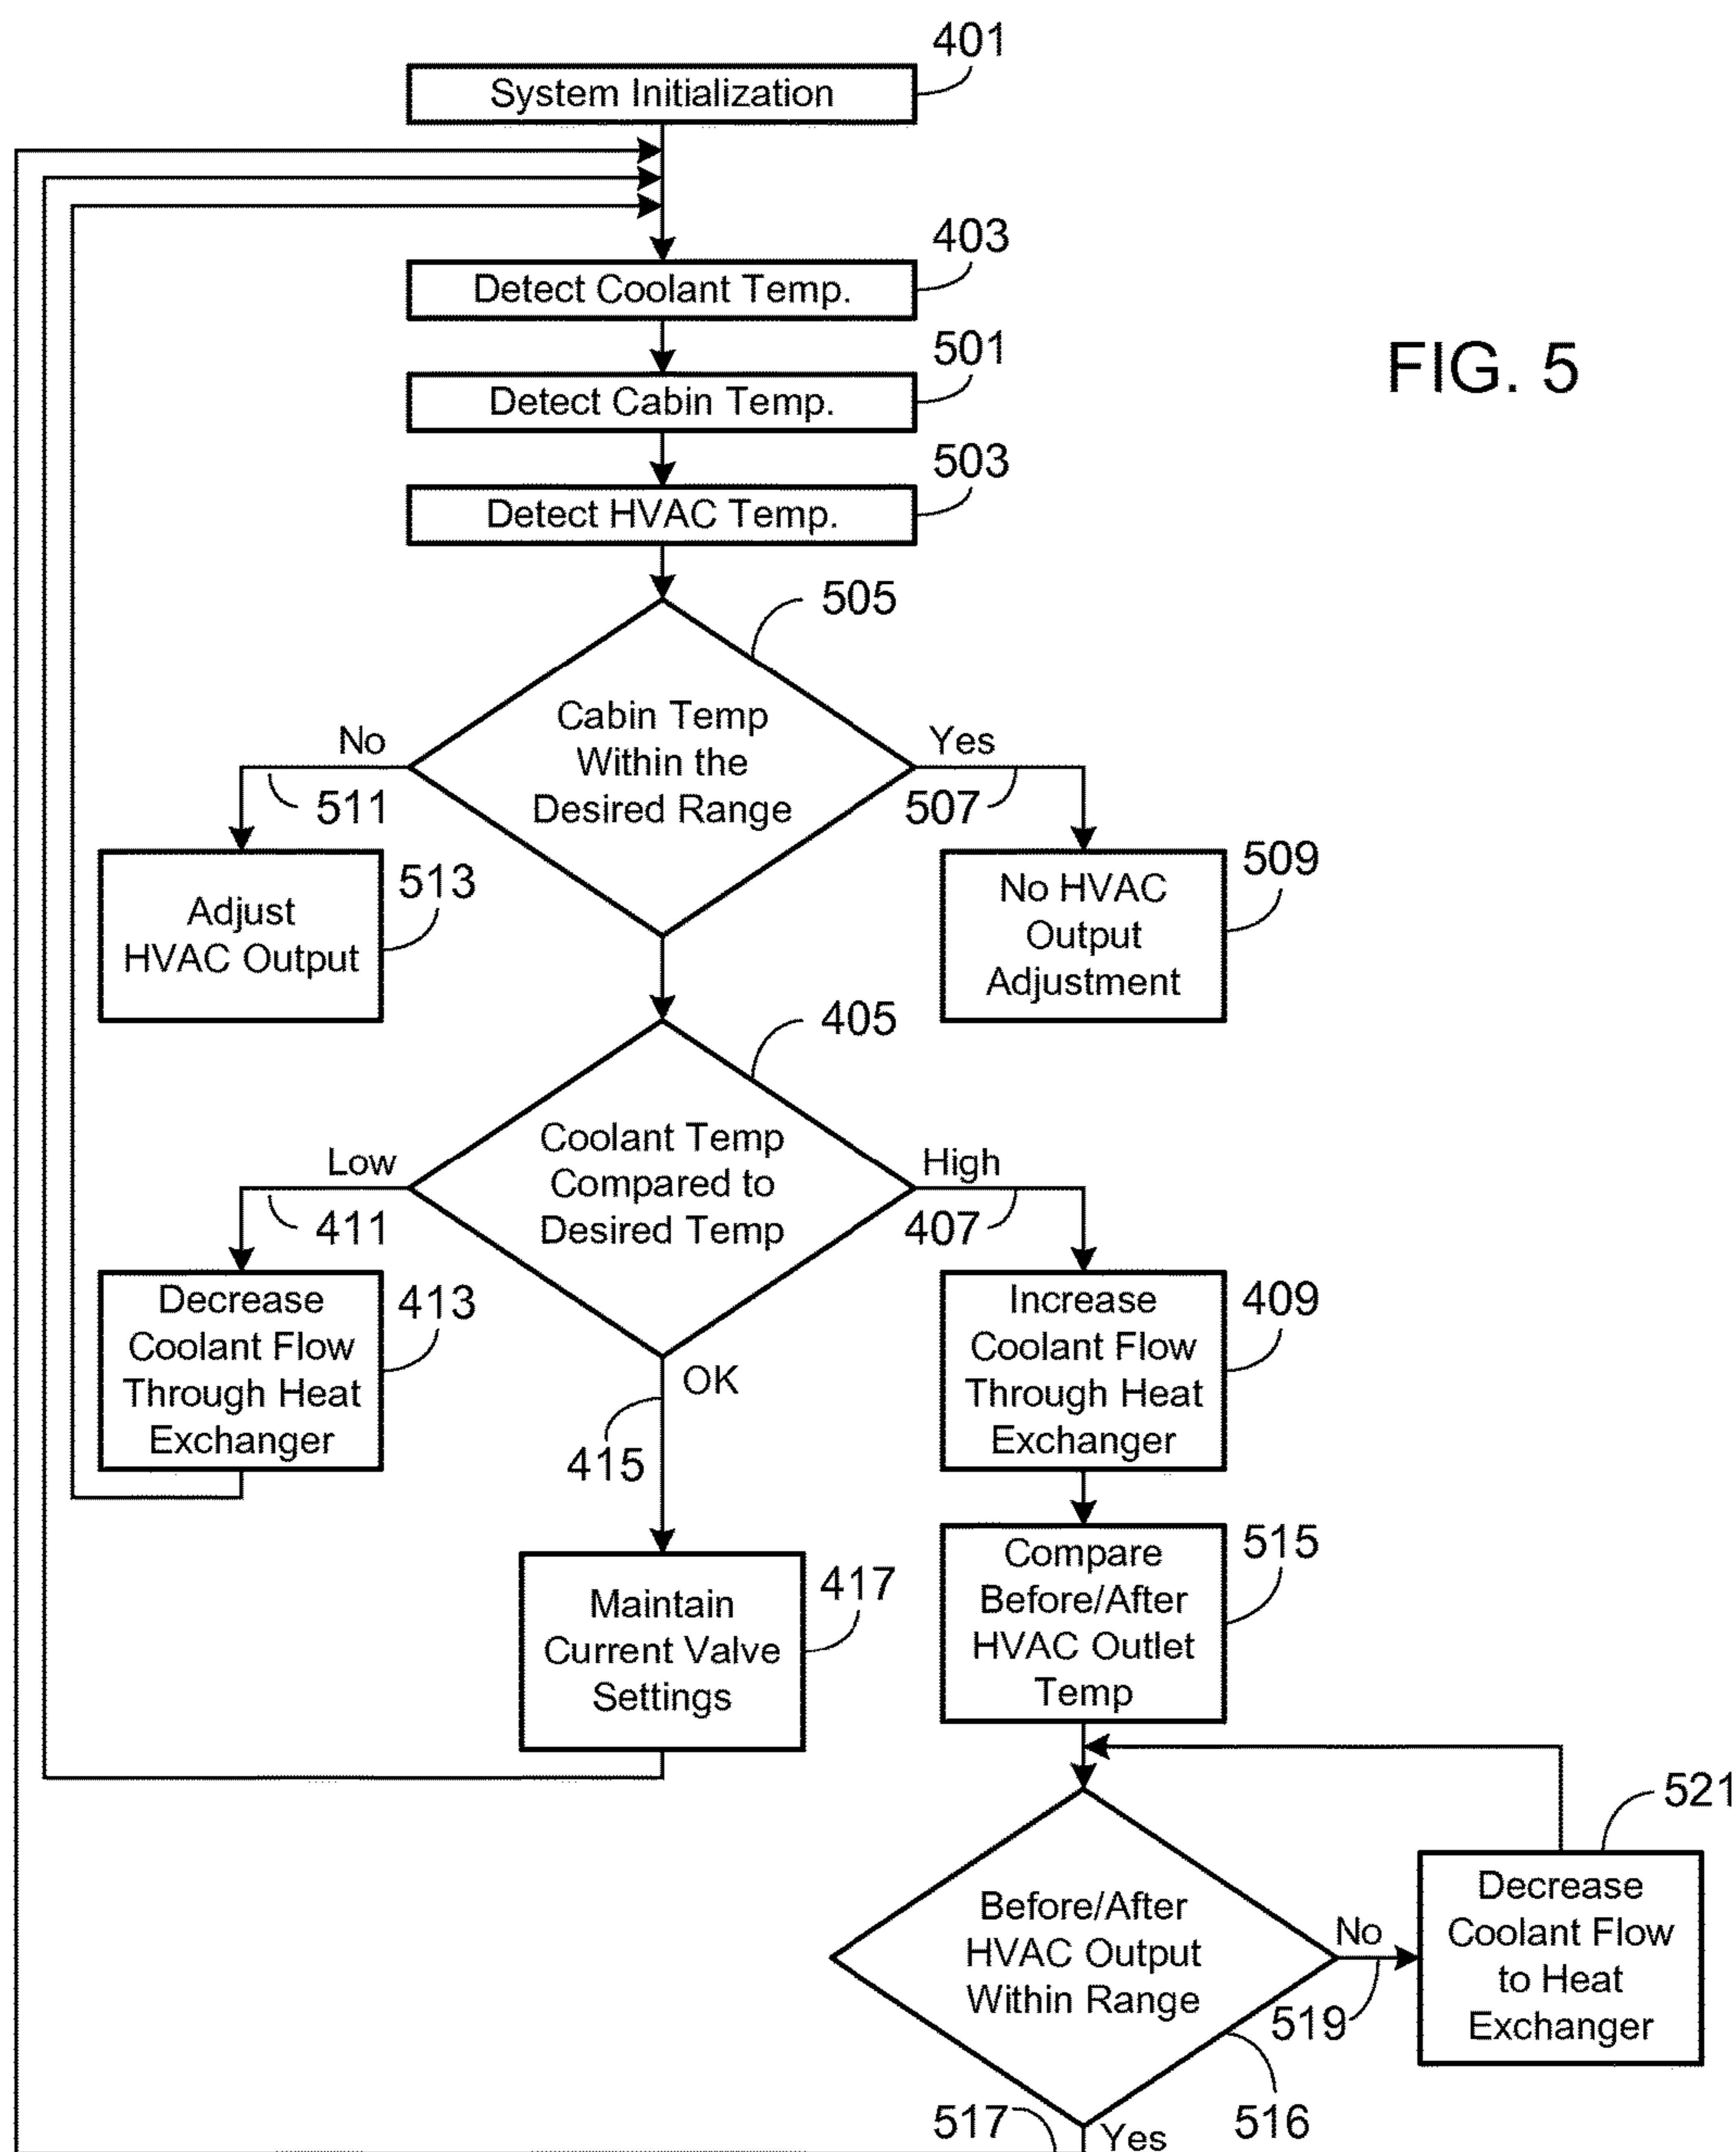 401
System Initialization
403
Detect Coolant Temp.
501
Detect Cabin Temp.
FIG. 5
503
Detect HVAC Temp.
505
Cabin Temp
Within the
Desired Range
No
511
Yes
507
Adjust
HVAC Output
513
No HVAC
Output
Adjustment
509
405
Coolant Temp
Compared to
Desired Temp
Low
411
High
407
OK
415
Decrease
Coolant Flow
Through Heat
Exchanger
413
Increase
Coolant Flow
Through Heat
Exchanger
409
Maintain
Current Valve
Settings
417
Compare
Before/After
HVAC Outlet
Temp
515
Before/After
HVAC Output
Within Range
516
No
519
Decrease
Coolant Flow
to Heat
Exchanger
521
517
Yes